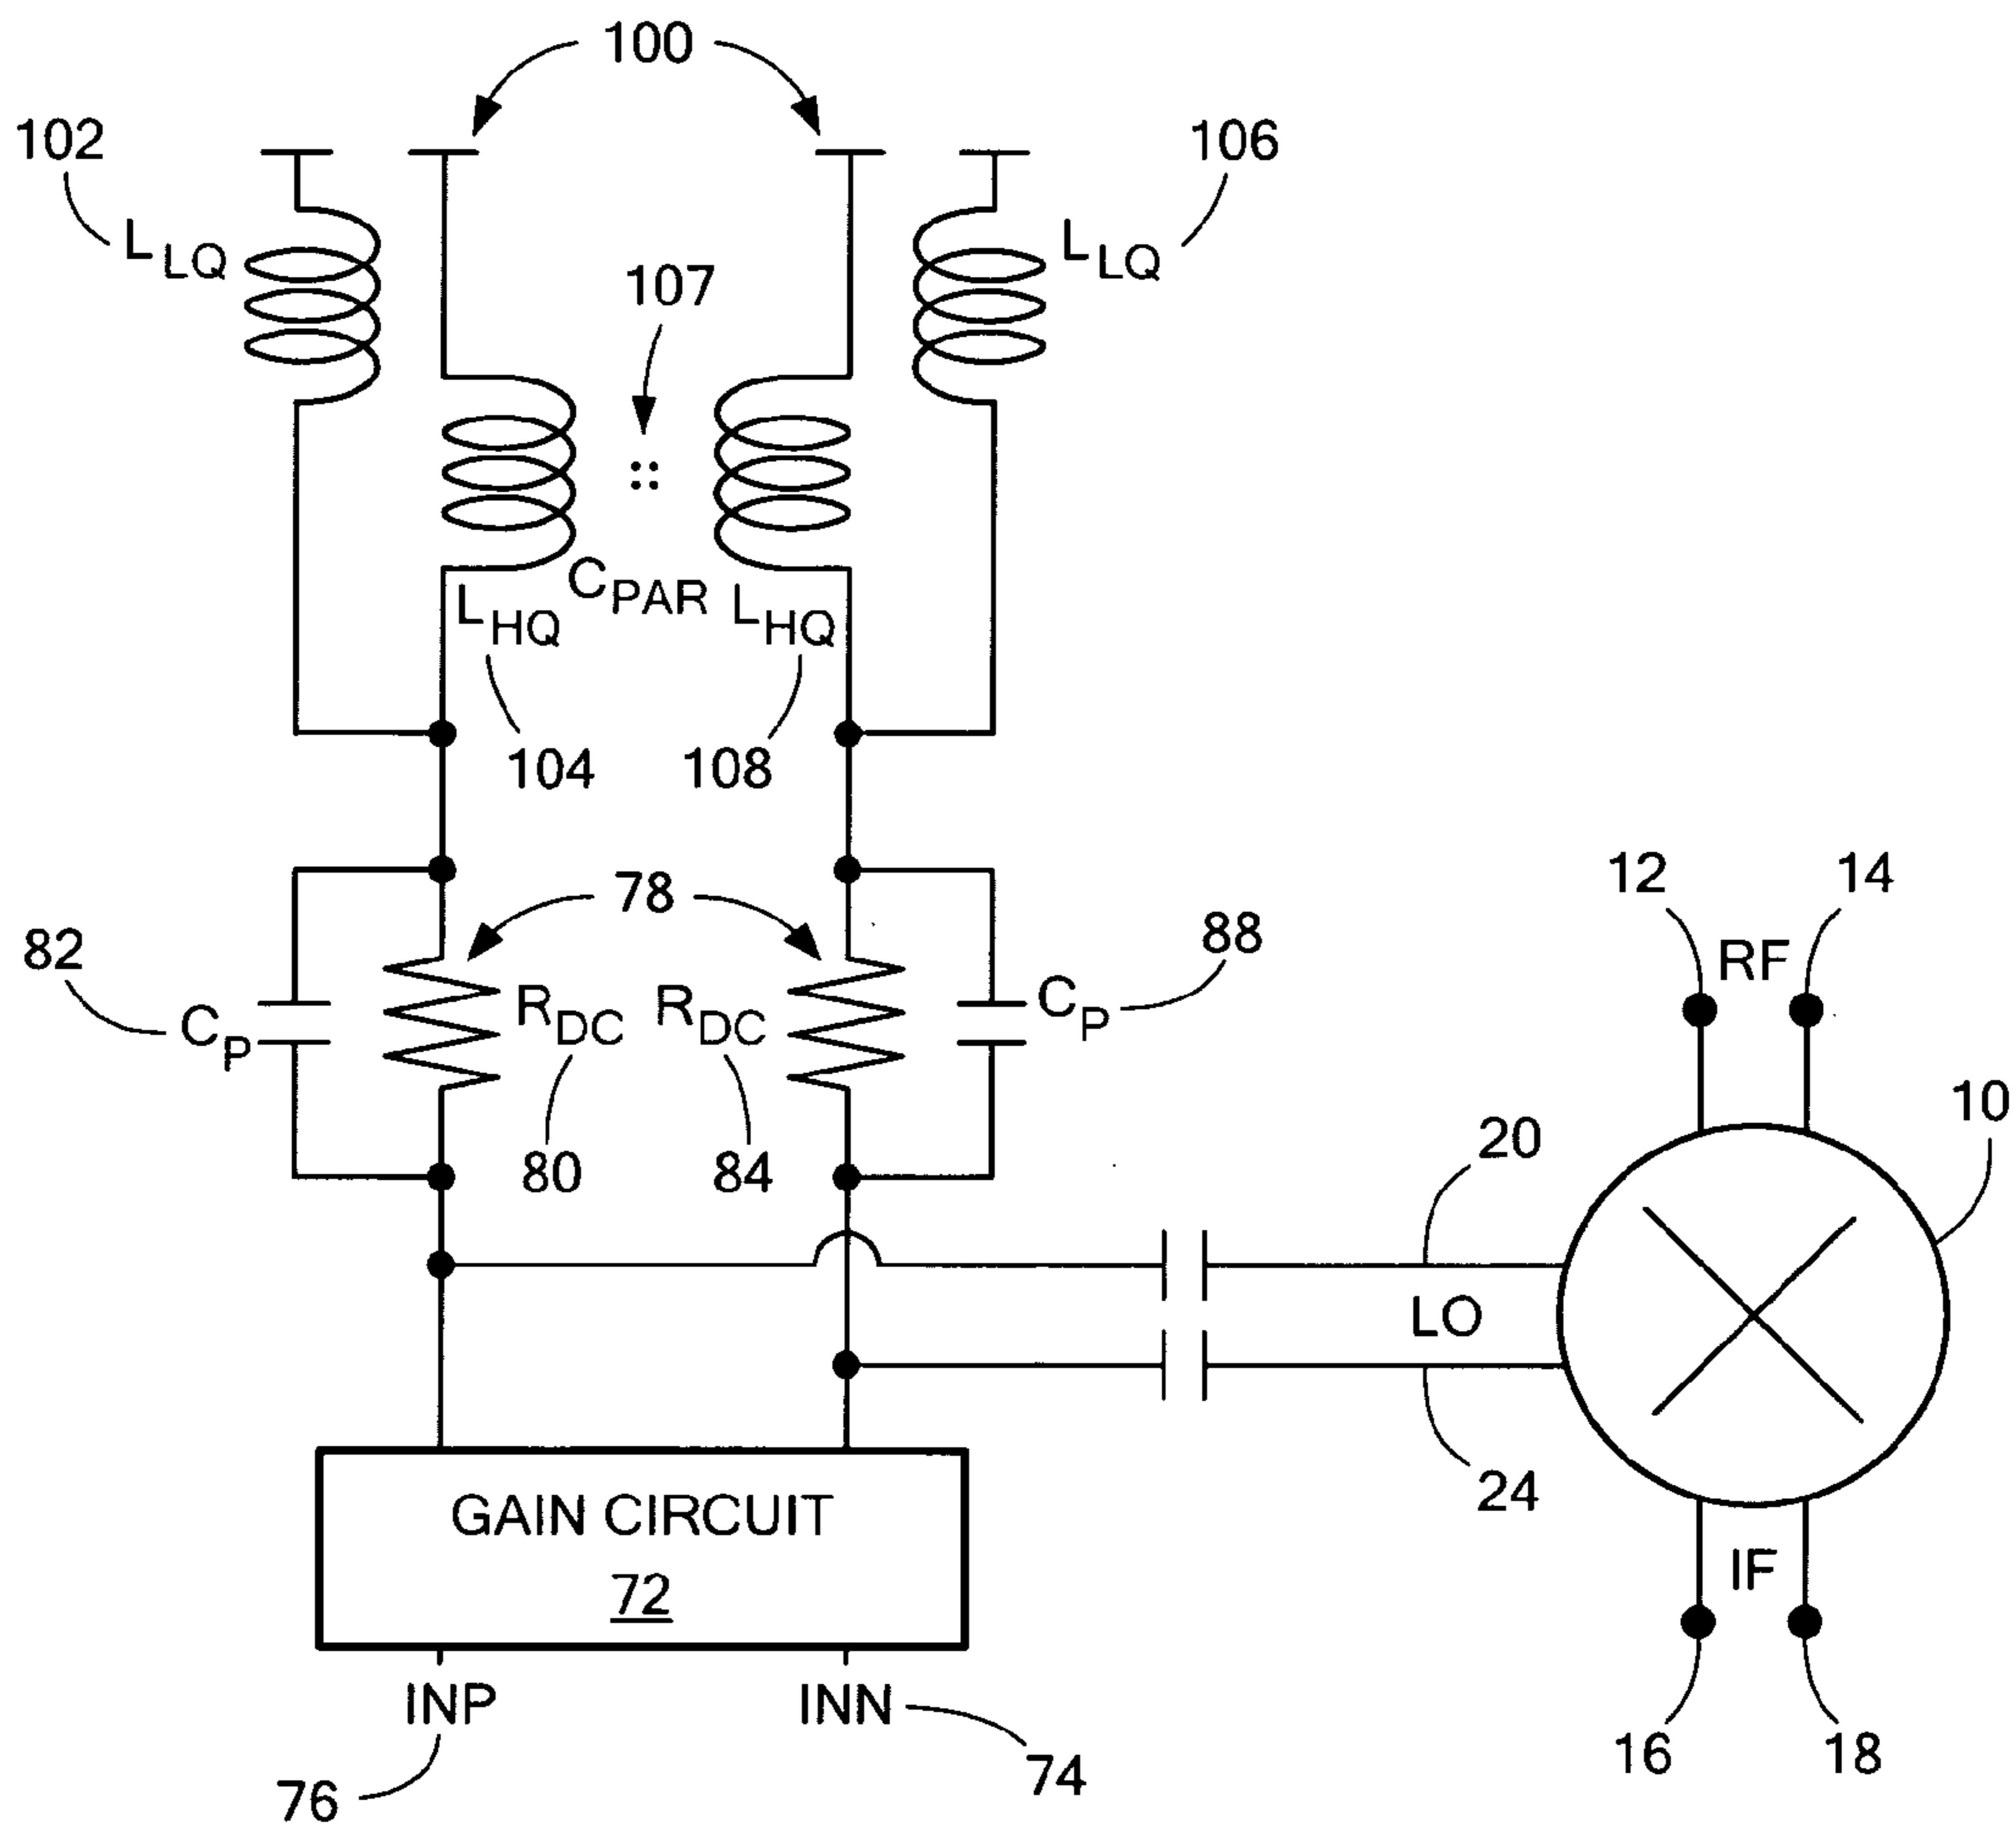 100
102
106
L LQ
L LQ
107
C PAR
L HQ
L HQ
104
108
12
14
78
82
88
RF
R DC
R DC
C P
C P
10
80
84
20
LO
24
GAIN CIRCUIT
72
IF
INP
INN
16
18
74
76